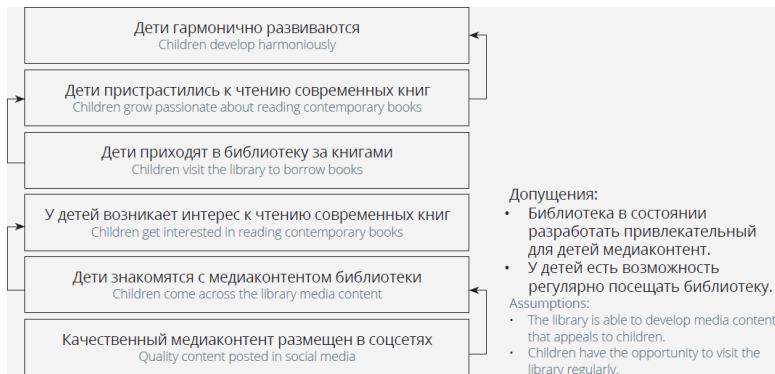 Дети гармонично развиваются
Children develop harmoniously
Дети пристрастились к чтению современных книг
Children grow passionate about reading contemporary books
Дети приходят в библиотеку за книгами
Children visit the library to borrow books
У детей возникает интерес к чтению современных книг
Children get interested in reading contemporary books
Дети знакомятся с медиаконтентом библиотеки
Children come across the library media content
Качественный медиаконтент размещен в соцсетях
Quality content posted in social media
Допущения:
• Библиотека в состоянии
разработать привлекательный
для детей медиаконтент.
• У детей есть возможность
регулярно посещать библиотеку.
Assumptions:
• The library is able to develop media content
that appeals to children.
• Children have the opportunity to visit the
library regularly.